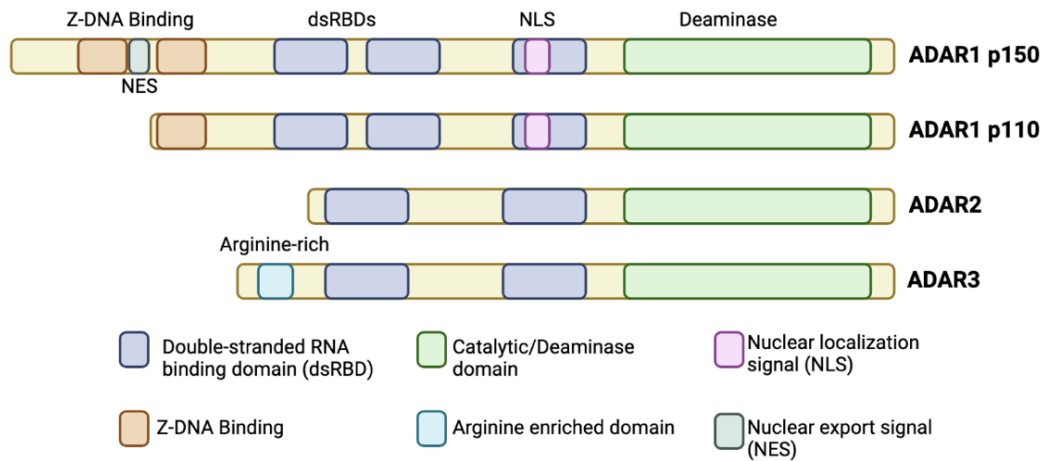 Z-DNA Binding
dsRBDs
NLS
Deaminase
ADAR1 p150
NES
ADAR1 p110
ADAR2
Arginine-rich
ADAR3
Double-stranded RNA
binding domain (dsRBD)
Catalytic/Deaminase
domain
Nuclear localization
signal (NLS)
Z-DNA Binding
Arginine enriched domain
Nuclear export signal
(NES)